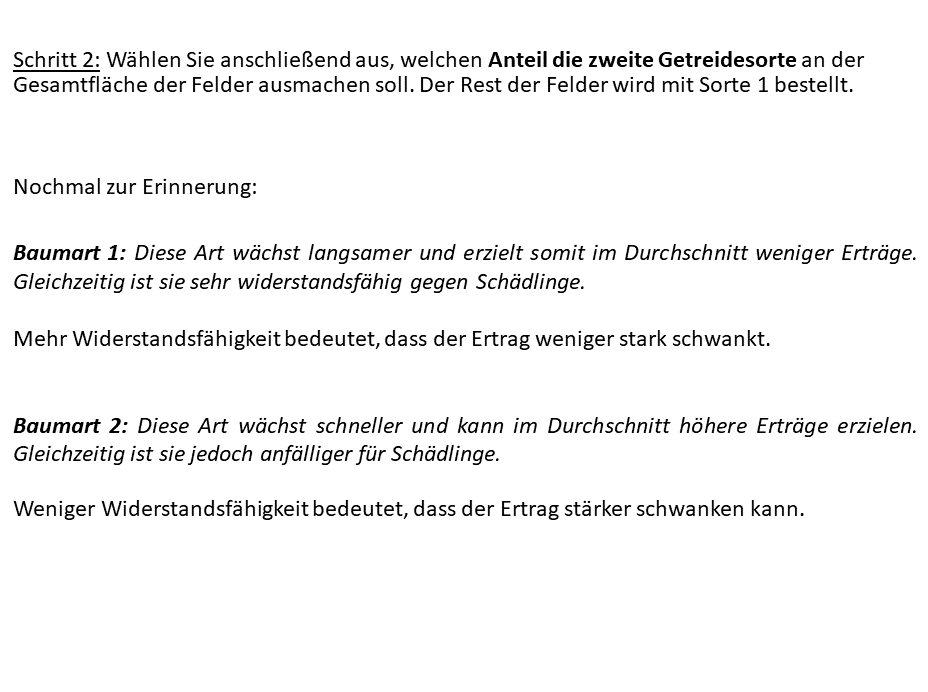 Schritt 2: Wählen Sie anschließend aus, welchen Anteil die zweite Getreidesorte an der
Gesamtfläche der Felder ausmachen soll. Der Rest der Felder wird mit Sorte 1 bestellt.
Nochmal zur Erinnerung:
Baumart 1: Diese Art wächst langsamer und erzielt somit im Durchschnitt weniger Erträge.
Gleichzeitig ist sie sehr widerstandsfähig gegen Schädlinge.
Mehr Widerstandsfähigkeit bedeutet, dass der Ertrag weniger stark schwankt.
Baumart 2: Diese Art wächst schneller und kann im Durchschnitt höhere Erträge erzielen.
Gleichzeitig ist sie jedoch anfälliger für Schädlinge.
Weniger Widerstandsfähigkeit bedeutet, dass der Ertrag stärker schwanken kann.